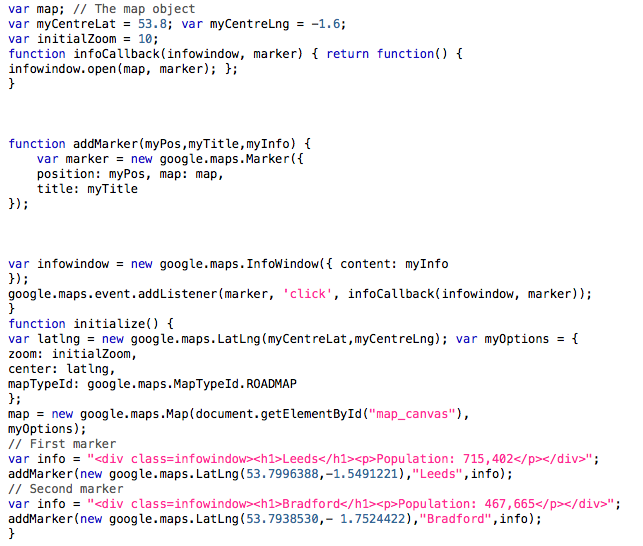 var map; // The map object
var myCentreLat = 53.8; var myCentreLng = -1.6;
var initialZoom = 10;
function infoCallback(infowindow, marker) { return function() {
infowindow.open(map, marker); };
}
function addMarker(myPos,myTitle,myInfo) {
    var marker = new google.maps.Marker({
    position: myPos, map: map,
    title: myTitle
});
var infowindow = new google.maps.InfoWindow({ content: myInfo
});
google.maps.event.addListener(marker, 'click', infoCallback(infowindow, marker));
}
function initialize() {
var latlng = new google.maps.LatLng(myCentreLat,myCentreLng); var myOptions = {
zoom: initialZoom,
center: latlng,
mapTypeId: google.maps.MapTypeId.ROADMAP
};
map = new google.maps.Map(document.getElementById("map_canvas"),
myOptions);
// First marker
var info = "<div class=infowindow><h1>Leeds</h1><p>Population: 715,402</p></div>";
addMarker(new google.maps.LatLng(53.7996388,-1.5491221),"Leeds",info);
// Second marker
var info = "<div class=infowindow><h1>Bradford</h1><p>Population: 467,665</p></div>";
addMarker(new google.maps.LatLng(53.7938530,- 1.7524422),"Bradford",info);
}